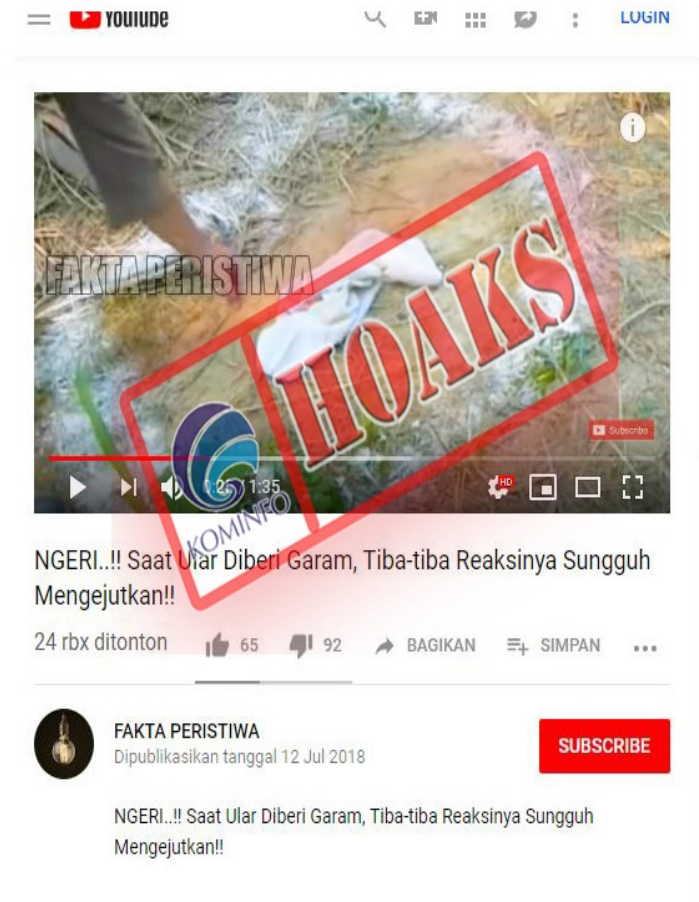 YouTube
LOGIN
FAKTA PERISTIWA
HOAKS
Subscribe
HD
1:35
KOMINFO
NGERI..!! Saat Ular Diberi Garam, Tiba-tiba Reaksinya Sungguh
Mengejutkan!!
24 rbx ditonton
65
92
BAGIKAN
SIMPAN
FAKTA PERISTIWA
Dipublikasikan tanggal 12 Jul 2018
SUBSCRIBE
NGERI..!! Saat Ular Diberi Garam, Tiba-tiba Reaksinya Sungguh
Mengejutkan!!